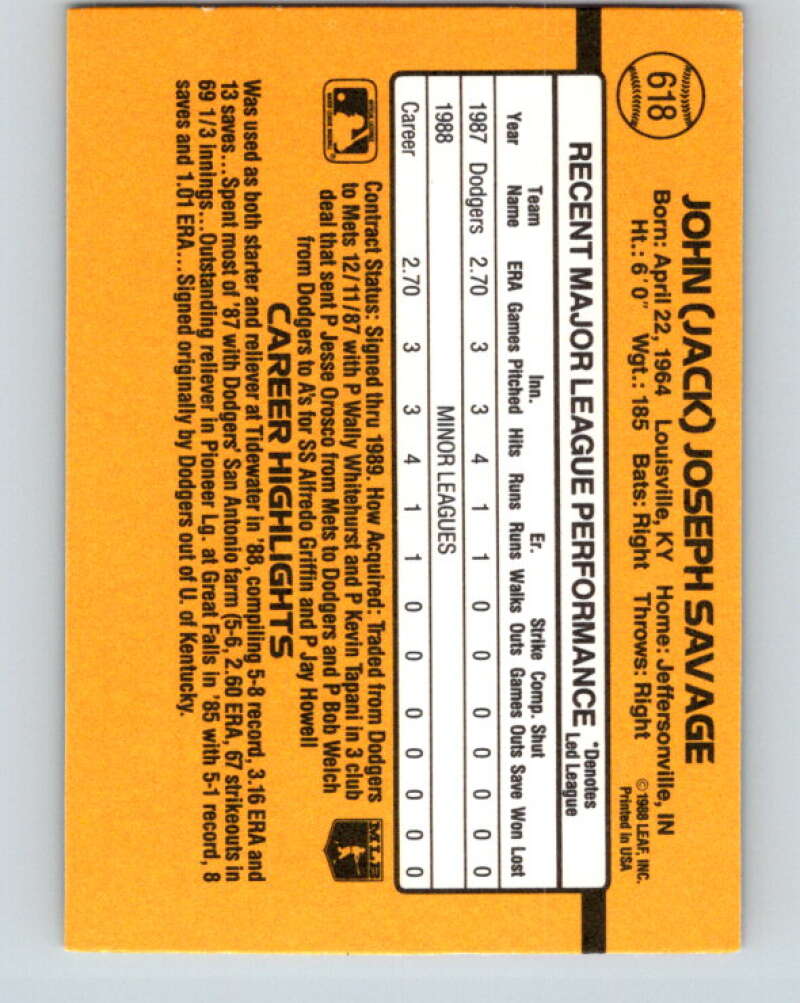 618
JOHN (JACK) JOSEPH SAVAGE
Born: April 22, 1964 Louisville, KY Home: Jeffersonville, IN
Ht.: 6'0" Wgt.: 185 Bats: Right Throws: Right
©1988 LEAF, INC.
Printed in USA
RECENT MAJOR LEAGUE PERFORMANCE *Denotes Led League
Team Inn. Er. Strike Comp. Shut
Year Name ERA Games Pitched Hits Runs Runs Walks Outs Games Outs Save Won Lost
1987 Dodgers 2.70 3 3 4 1 1 0 0 0 0 0 0 0
1988 MINOR LEAGUES
Career 2.70 3 3 4 1 1 0 0 0 0 0 0 0
Contract Status: Signed thru 1989. How Acquired: Traded from Dodgers
to Mets 12/11/87 with P Wally Whitehurst and P Kevin Tapani in 3 club
deal that sent P Jesse Orosco from Mets to Dodgers and P Bob Welch
from Dodgers to A's for SS Alfredo Griffin and P Jay Howell
MLB
CAREER HIGHLIGHTS
Was used as both starter and reliever at Tidewater in '88, compiling 5-8 record, 3.16 ERA and
13 saves...Spent most of '87 with Dodgers' San Antonio farm (5-6, 2.60 ERA, 67 strikeouts in
69 1/3 innings...Outstanding reliever in Pioneer Lg. at Great Falls in '85 with 5-1 record, 8
saves and 1.01 ERA...Signed originally by Dodgers out of U. of Kentucky.